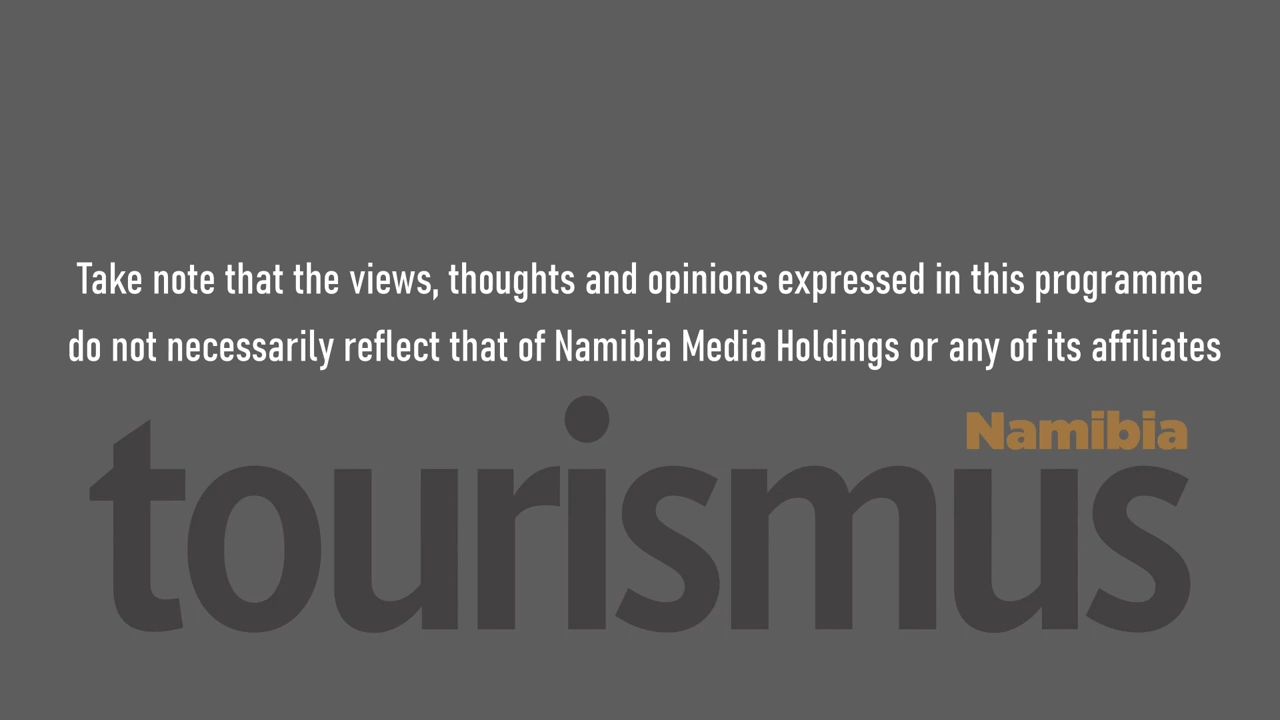 Take note that the views, thoughts and opinions expressed in this programme
do not necessarily reflect that of Namibia Media Holdings or any of its affiliates
Namibia
tourismus